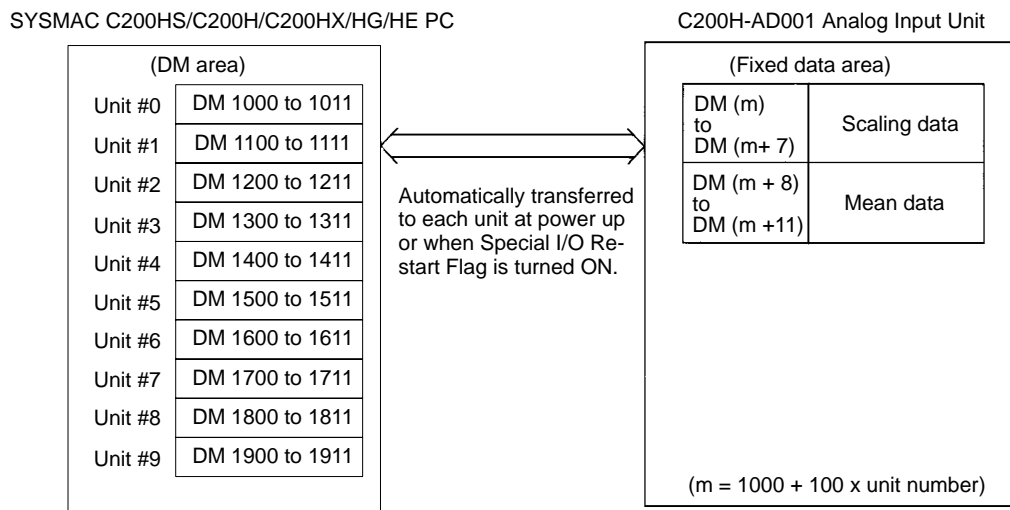 SYSMAC C200HS/C200H/C200HX/HG/HE PC
(DM area)
Unit #0 DM 1000 to 1011
Unit #1 DM 1100 to 1111
Unit #2 DM 1200 to 1211
Unit #3 DM 1300 to 1311
Unit #4 DM 1400 to 1411
Unit #5 DM 1500 to 1511
Unit #6 DM 1600 to 1611
Unit #7 DM 1700 to 1711
Unit #8 DM 1800 to 1811
Unit #9 DM 1900 to 1911
Automatically transferred
to each unit at power up
or when Special I/O Re-
start Flag is turned ON.
C200H-AD001 Analog Input Unit
(Fixed data area)
DM (m)
to
DM (m+ 7)
Scaling data
DM (m + 8)
to
DM (m +11)
Mean data
(m = 1000 + 100 x unit number)